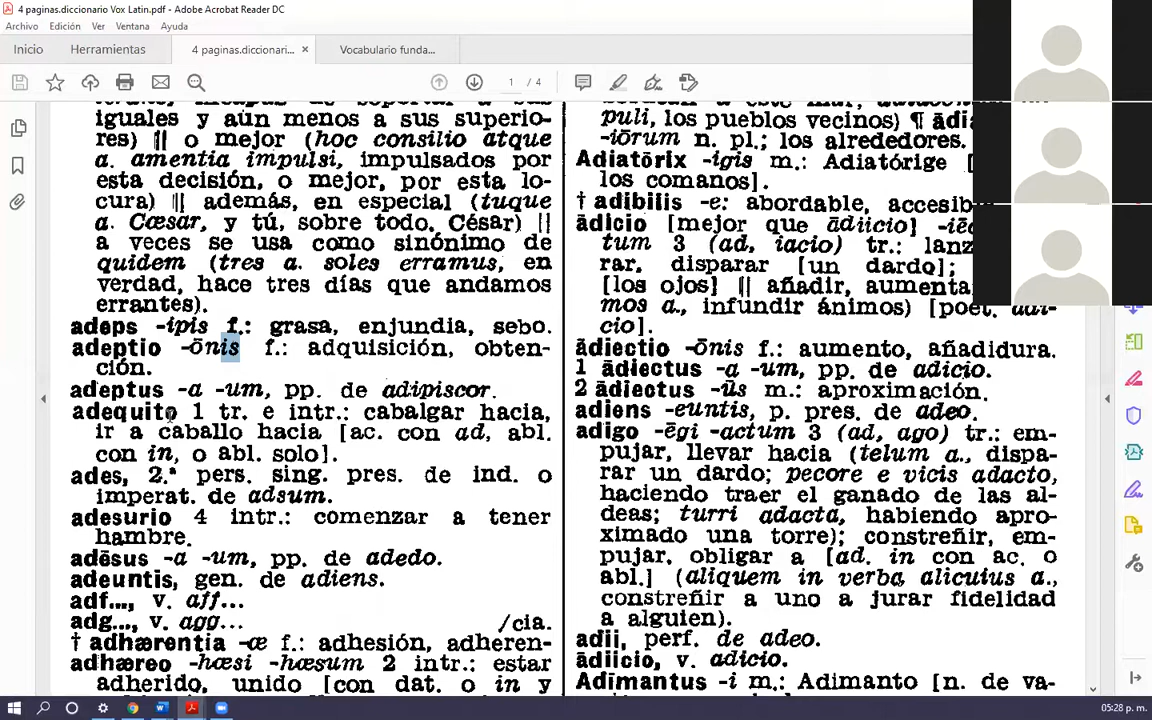 4 paginas.diccionario Vox Latin.pdf - Adobe Acrobat Reader DC
Archivo Edición Ver Ventana Ayuda
Inicio Herramientas 4 paginas.diccionari... × Vocabulario funda...
1 / 4
iguales y aún menos a sus superio-
res) || o mejor (hoc consilio atque
a. amentia impulsi, impulsados por
esta decisión, o mejor, por esta lo-
cura) || además, en especial (tuque
a. Cæsar, y tú, sobre todo, César) ||
a veces se usa como sinónimo de
quidem (tres a. soles erramus, en
verdad, hace tres días que andamos
errantes).
adeps -ipis f.: grasa, enjundia, sebo.
adeptio -ōnis f.: adquisición, obten-
ción.
adeptus -a -um, pp. de adipiscor.
adequito 1 tr. e intr.: cabalgar hacia,
ir a caballo hacia [ac. con ad, abl.
con in, o abl. solo].
ades, 2.ª pers. sing. pres. de ind. o
imperat. de adsum.
adesurio 4 intr.: comenzar a tener
hambre.
adēsus -a -um, pp. de adedo.
adeuntis, gen. de adiens.
adf..., v. aff...
adg..., v. agg... /cia.
† adhærentia -æ f.: adhesión, adheren-
adhæreo -hæsi -hæsum 2 intr.: estar
adherido, unido [con dat. o in y
puli, los pueblos vecinos) ¶ ādi
-iōrum n. pl.; los alrededores.
Adiatōrix -igis m.: Adiatórige [
los comanos].
† adibilis -e: abordable, accesib
ādicio [mejor que ādiicio] -iēc
tum 3 (ad, iacio) tr.: lanz
rar, disparar [un dardo];
[los ojos] || añadir, aumenta
mos a., infundir ánimos) [poet. adi-
cio].
ādiectio -ōnis f.: aumento, añadidura.
1 ādiectus -a -um, pp. de adicio.
2 ādiectus -ūs m.: aproximación.
adiens -euntis, p. pres. de adeo.
adigo -ēgi -actum 3 (ad, ago) tr.: em-
pujar, llevar hacia (telum a., dispa-
rar un dardo; pecore e vicis adacto,
haciendo traer el ganado de las al-
deas; turri adacta, habiendo apro-
ximado una torre); constreñir, em-
pujar, obligar a [ad, in con ac. o
abl.] (aliquem in verba alicuius a.,
constreñir a uno a jurar fidelidad
a alguien).
adii, perf. de adeo.
ādiicio, v. adicio.
Adimantus -i m.: Adimanto [n. de va-
05:28 p. m.